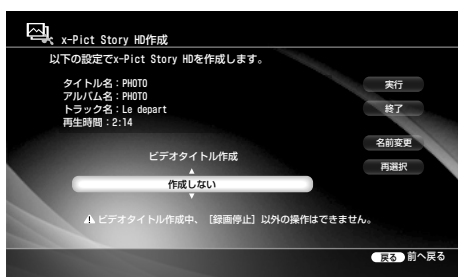 x-Pict Story HD作成
以下の設定でx-Pict Story HDを作成します。
タイトル名：PHOTO
アルバム名：PHOTO
トラック名：Le depart
再生時間：2:14
実行
終了
名前変更
再選択
ビデオタイトル作成
作成しない
ビデオタイトル作成中、［録画停止］以外の操作はできません。
戻る 前へ戻る